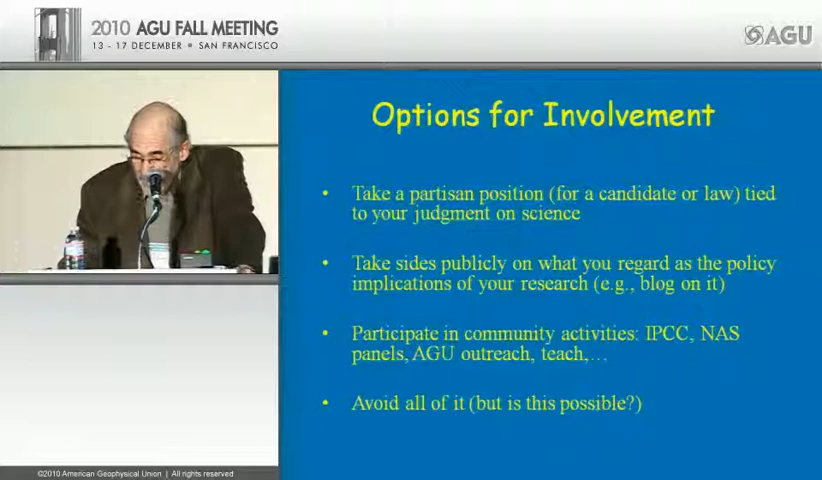 2010 AGU FALL MEETING
13 - 17 DECEMBER ■ SAN FRANCISCO
AGU
Options for Involvement
• Take a partisan position (for a candidate or law) tied
to your judgment on science
• Take sides publicly on what you regard as the policy
implications of your research (e.g., blog on it)
• Participate in community activities: IPCC, NAS
panels, AGU outreach, teach,…
• Avoid all of it (but is this possible?)
©2010 American Geophysical Union | All rights reserved